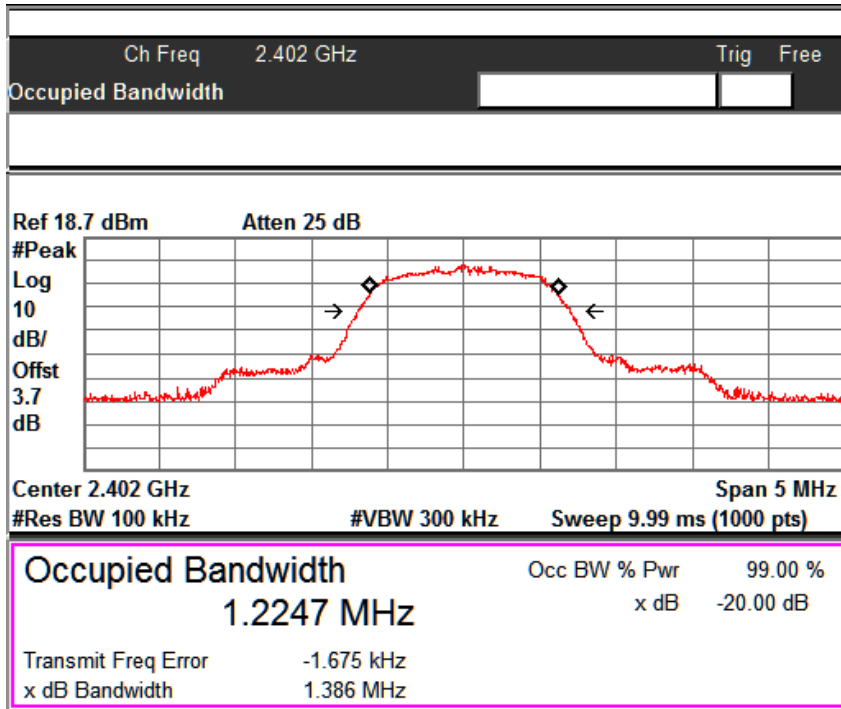 Ch Freq 2.402 GHz Trig Free
Occupied Bandwidth
Ref 18.7 dBm Atten 25 dB
#Peak
Log
10
dB/
Offst
3.7
dB
Center 2.402 GHz Span 5 MHz
#Res BW 100 kHz #VBW 300 kHz Sweep 9.99 ms (1000 pts)
Occupied Bandwidth Occ BW % Pwr 99.00 %
1.2247 MHz x dB -20.00 dB
Transmit Freq Error -1.675 kHz
x dB Bandwidth 1.386 MHz